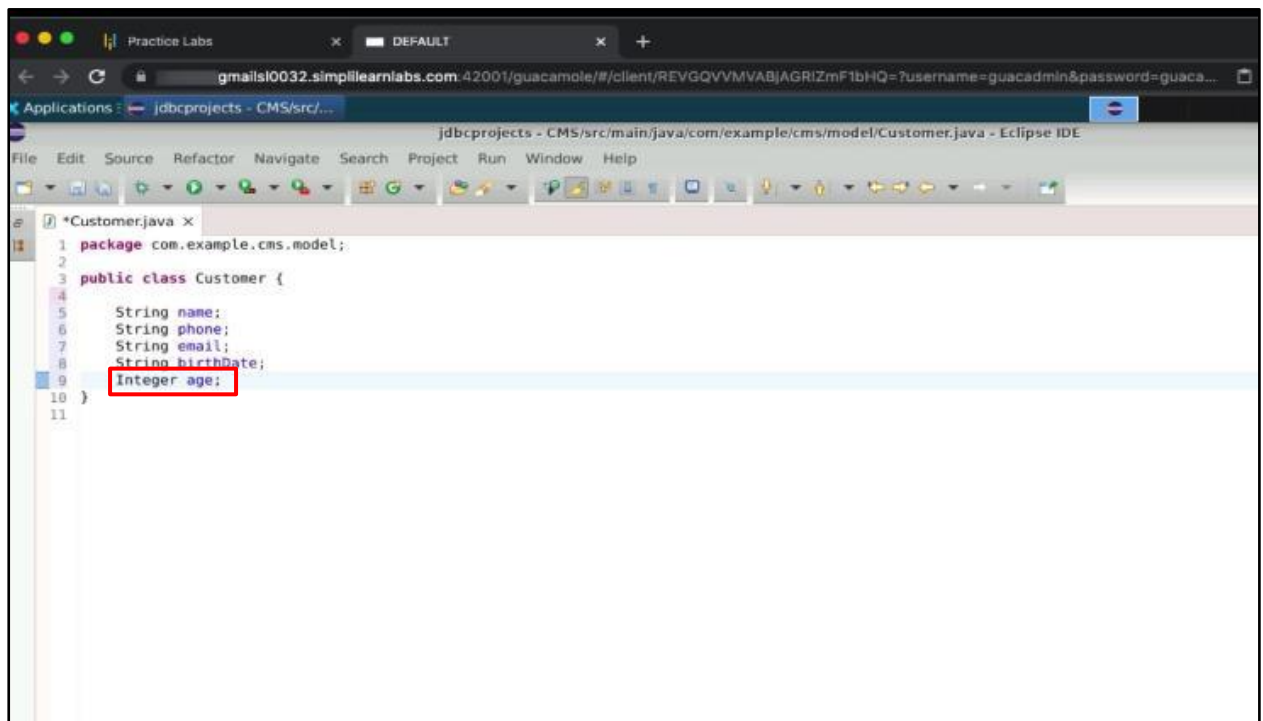 Practice Labs × DEFAULT × +
gmailsl0032.simplilearnlabs.com:42001/guacamole/#/client/REVGQVVMVABjAGRIZmF1bHQ=?username=guacadmin&password=guaca...
Applications jdbcprojects - CMS/src/...
jdbcprojects - CMS/src/main/java/com/example/cms/model/Customer.java - Eclipse IDE
File Edit Source Refactor Navigate Search Project Run Window Help
*Customer.java ×
1 package com.example.cms.model;
2
3 public class Customer {
4
5 String name;
6 String phone;
7 String email;
8 String birthDate;
9 Integer age;
10 }
11